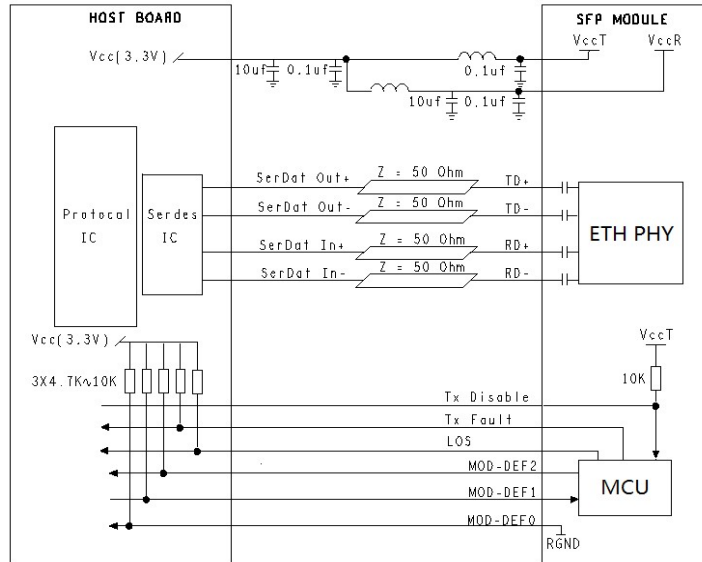 HOST BOARD
SFP MODULE
VccT
VccR
Vcc(3.3V)
10uf
0.1uf
0.1uf
10uf
0.1uf
SerDat Out+
Z = 50 Ohm
TD+
SerDat Out-
Z = 50 Ohm
TD-
Protocal
IC
Serdes
IC
ETH PHY
SerDat In+
Z = 50 Ohm
RD+
SerDat In-
Z = 50 Ohm
RD-
Vcc(3.3V)
VccT
3X4.7K~10K
10K
Tx Disable
Tx Fault
LOS
MOD-DEF2
MCU
MOD-DEF1
MOD-DEF0
RGND